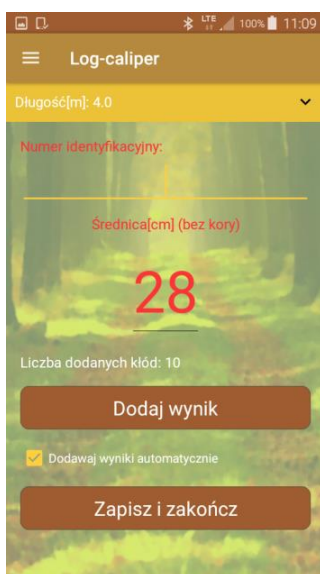 LTE 100% 11:09
Log-caliper
Długość[m]: 4.0
Numer identyfikacyjny:
Średnica[cm] (bez kory)
28
Liczba dodanych kłód: 10
Dodaj wynik
Dodawaj wyniki automatycznie
Zapisz i zakończ